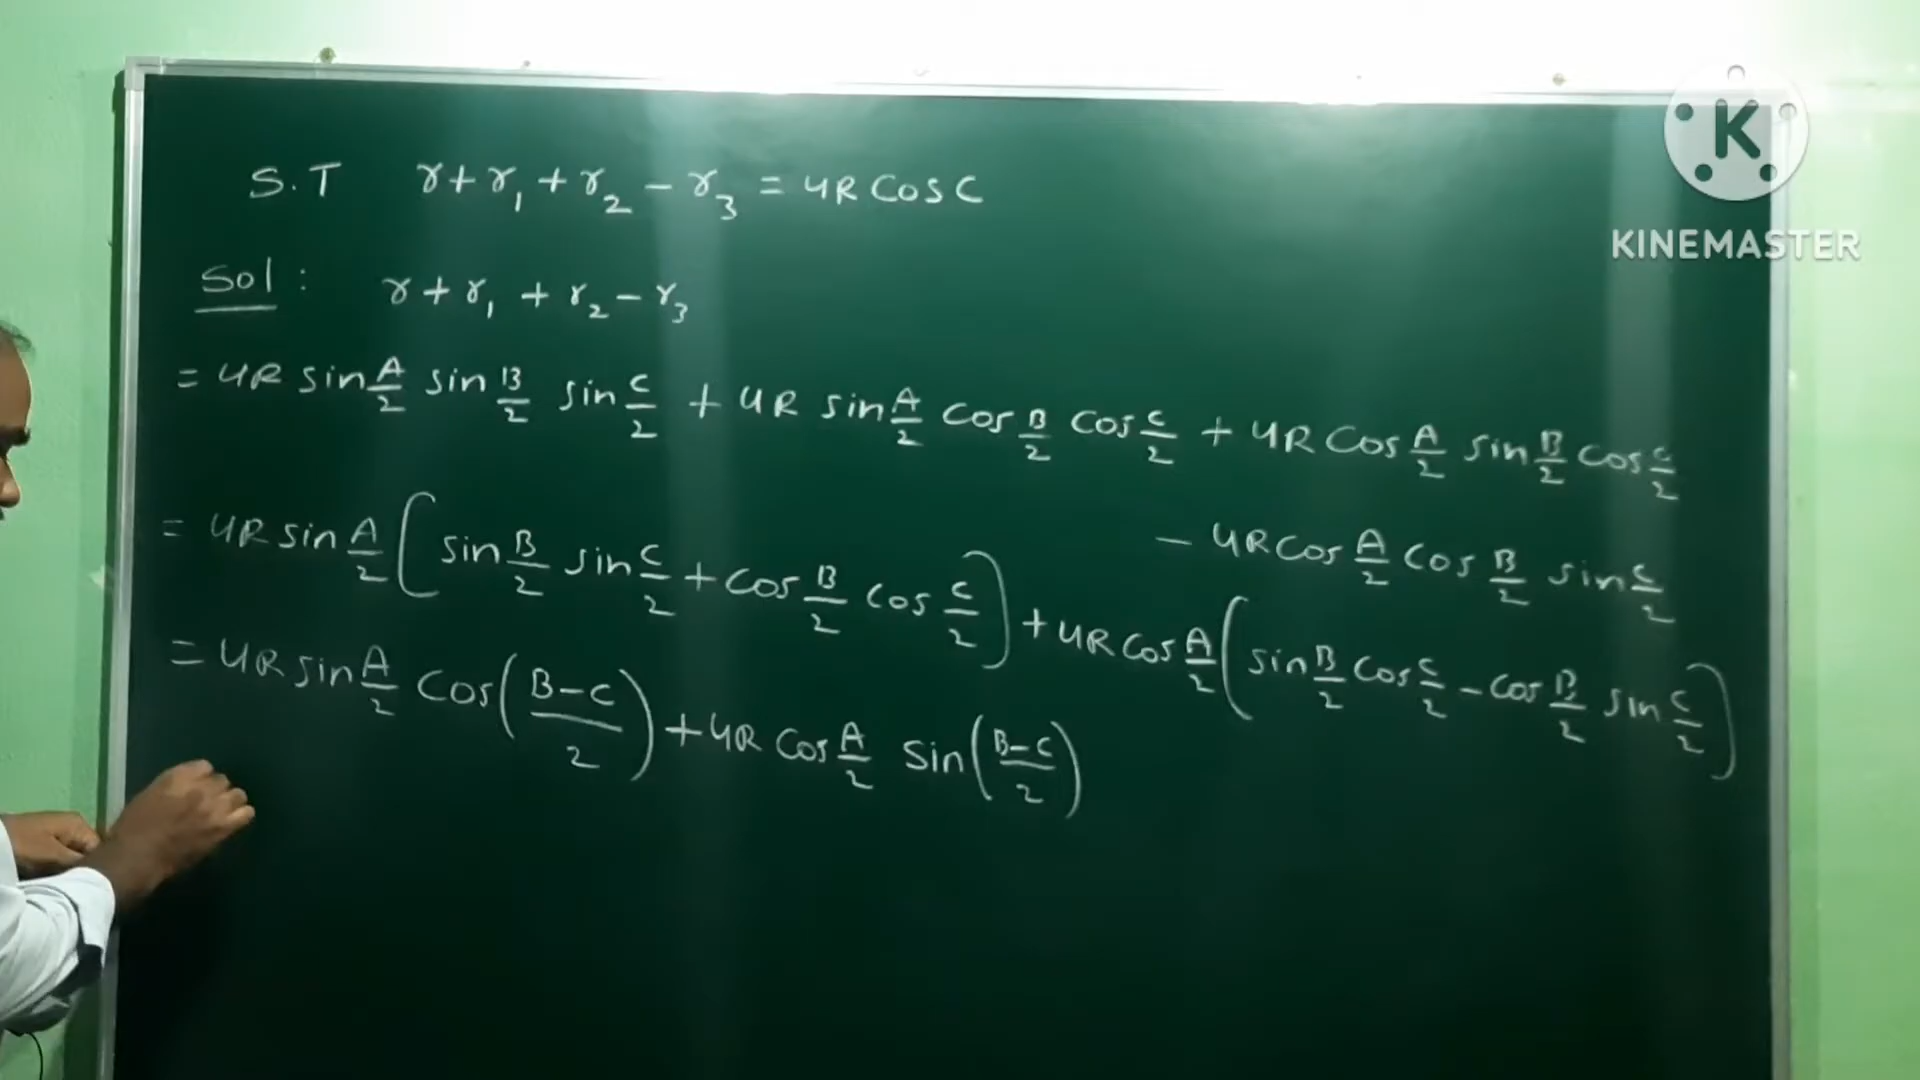 S.T r+r₁+r₂-r₃=4R Cos C
Sol: r+r₁+r₂-r₃
=4R sin A/2 sin B/2 sin C/2 + 4R sin A/2 Cos B/2 Cos C/2 + 4R Cos A/2 sin B/2 Cos C/2
- 4R Cos A/2 Cos B/2 sin C/2
= 4R sin A/2 ( sin B/2 sin C/2 + Cos B/2 Cos C/2 ) + 4R Cos A/2 ( sin B/2 Cos C/2 - Cos B/2 sin C/2 )
= 4R sin A/2 Cos( B-C/2 ) + 4R Cos A/2 Sin( B-C/2 )
K
KINEMASTER